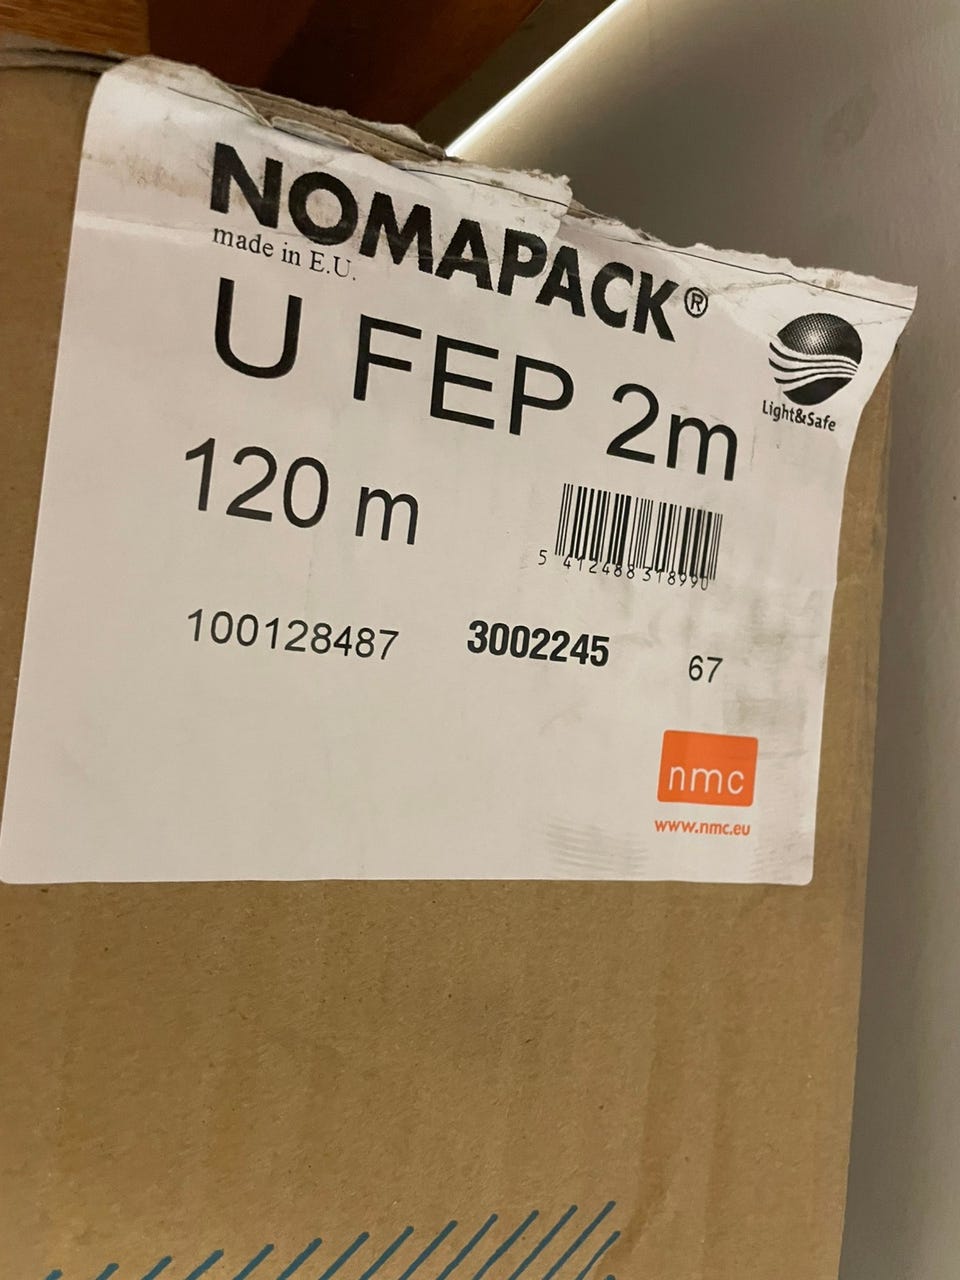 NOMAPACK®
made in E.U.
U FEP 2m
Light&Safe
120 m
5 412488 318990
100128487 3002245 67
nmc
www.nmc.eu